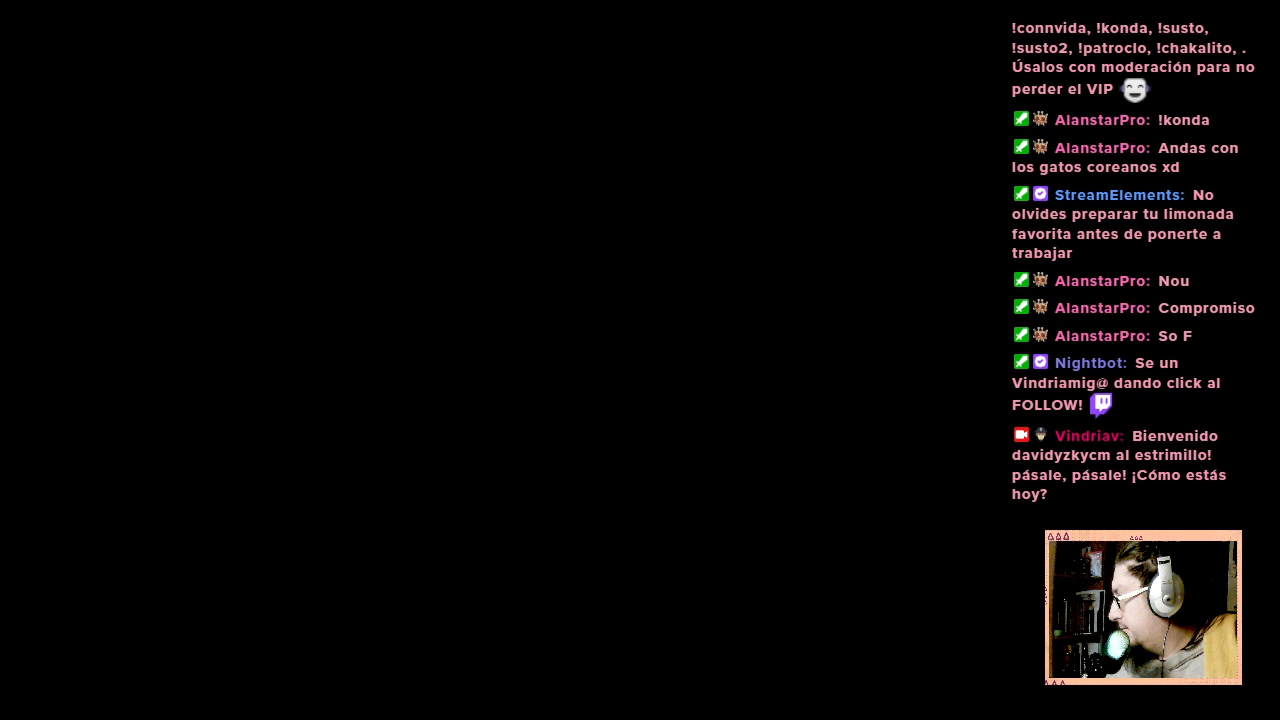 !connvida, !konda, !susto,
!susto2, !patroclo, !chakalito, .
Úsalos con moderación para no
perder el VIP
AlanstarPro: !konda
AlanstarPro: Andas con
los gatos coreanos xd
StreamElements: No
olvides preparar tu limonada
favorita antes de ponerte a
trabajar
AlanstarPro: Nou
AlanstarPro: Compromiso
AlanstarPro: So F
Nightbot: Se un
Vindriamig@ dando click al
FOLLOW!
Vindriav: Bienvenido
davidyzkycm al estrimillo!
pásale, pásale! ¡Cómo estás
hoy?